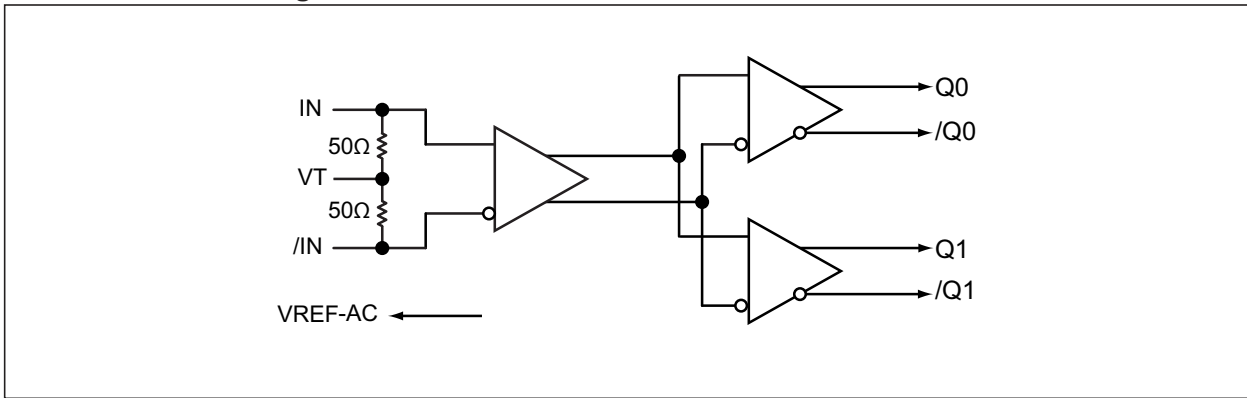 IN
50Ω
VT
50Ω
/IN
VREF-AC
Q0
/Q0
Q1
/Q1